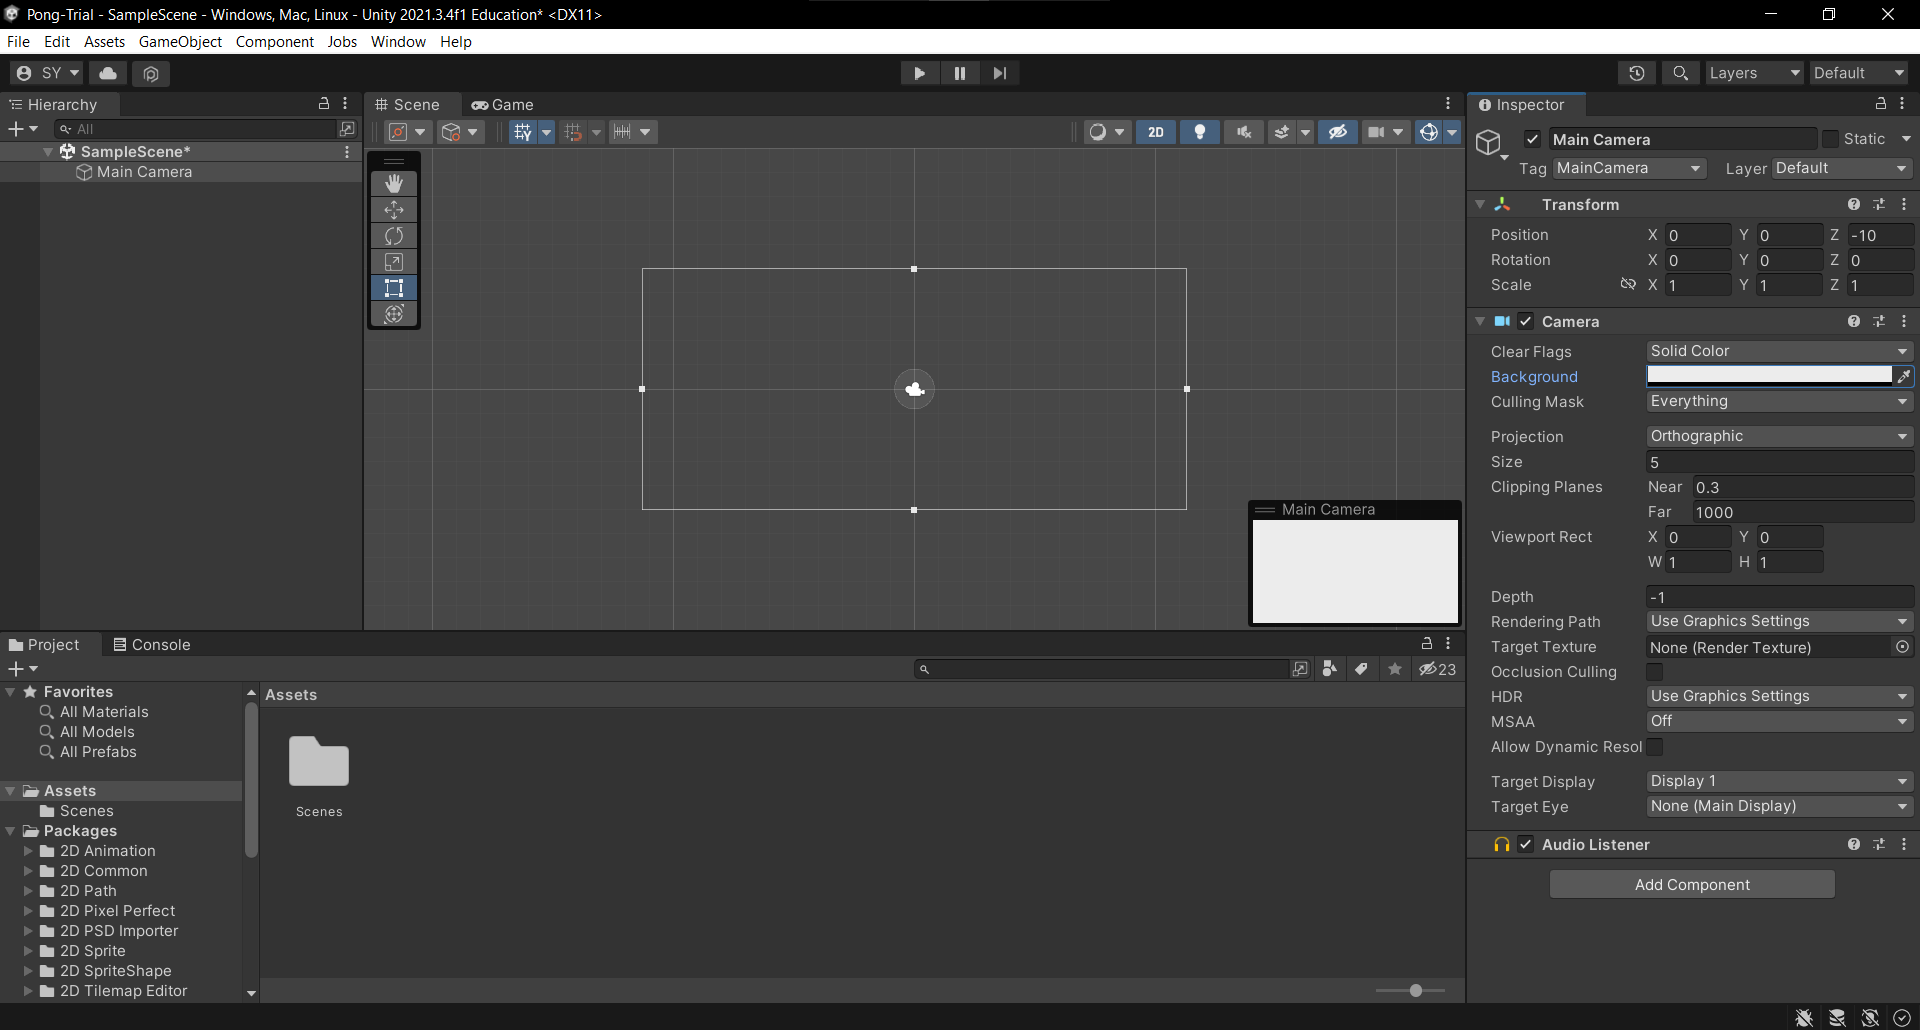 Pong-Trial - SampleScene - Windows, Mac, Linux - Unity 2021.3.4f1 Education* <DX11>
File Edit Assets GameObject Component Jobs Window Help
SY
Layers
Default
Hierarchy
All
SampleScene*
Main Camera
Scene
Game
2D
Main Camera
Project
Console
23
Favorites
All Materials
All Models
All Prefabs
Assets
Scenes
Packages
2D Animation
2D Common
2D Path
2D Pixel Perfect
2D PSD Importer
2D Sprite
2D SpriteShape
2D Tilemap Editor
Assets
Scenes
Inspector
Main Camera
Static
Tag MainCamera Layer Default
Transform
Position X 0 Y 0 Z -10
Rotation X 0 Y 0 Z 0
Scale X 1 Y 1 Z 1
Camera
Clear Flags Solid Color
Background
Culling Mask Everything
Projection Orthographic
Size 5
Clipping Planes Near 0.3
Far 1000
Viewport Rect X 0 Y 0
W 1 H 1
Depth -1
Rendering Path Use Graphics Settings
Target Texture None (Render Texture)
Occlusion Culling
HDR Use Graphics Settings
MSAA Off
Allow Dynamic Resol
Target Display Display 1
Target Eye None (Main Display)
Audio Listener
Add Component